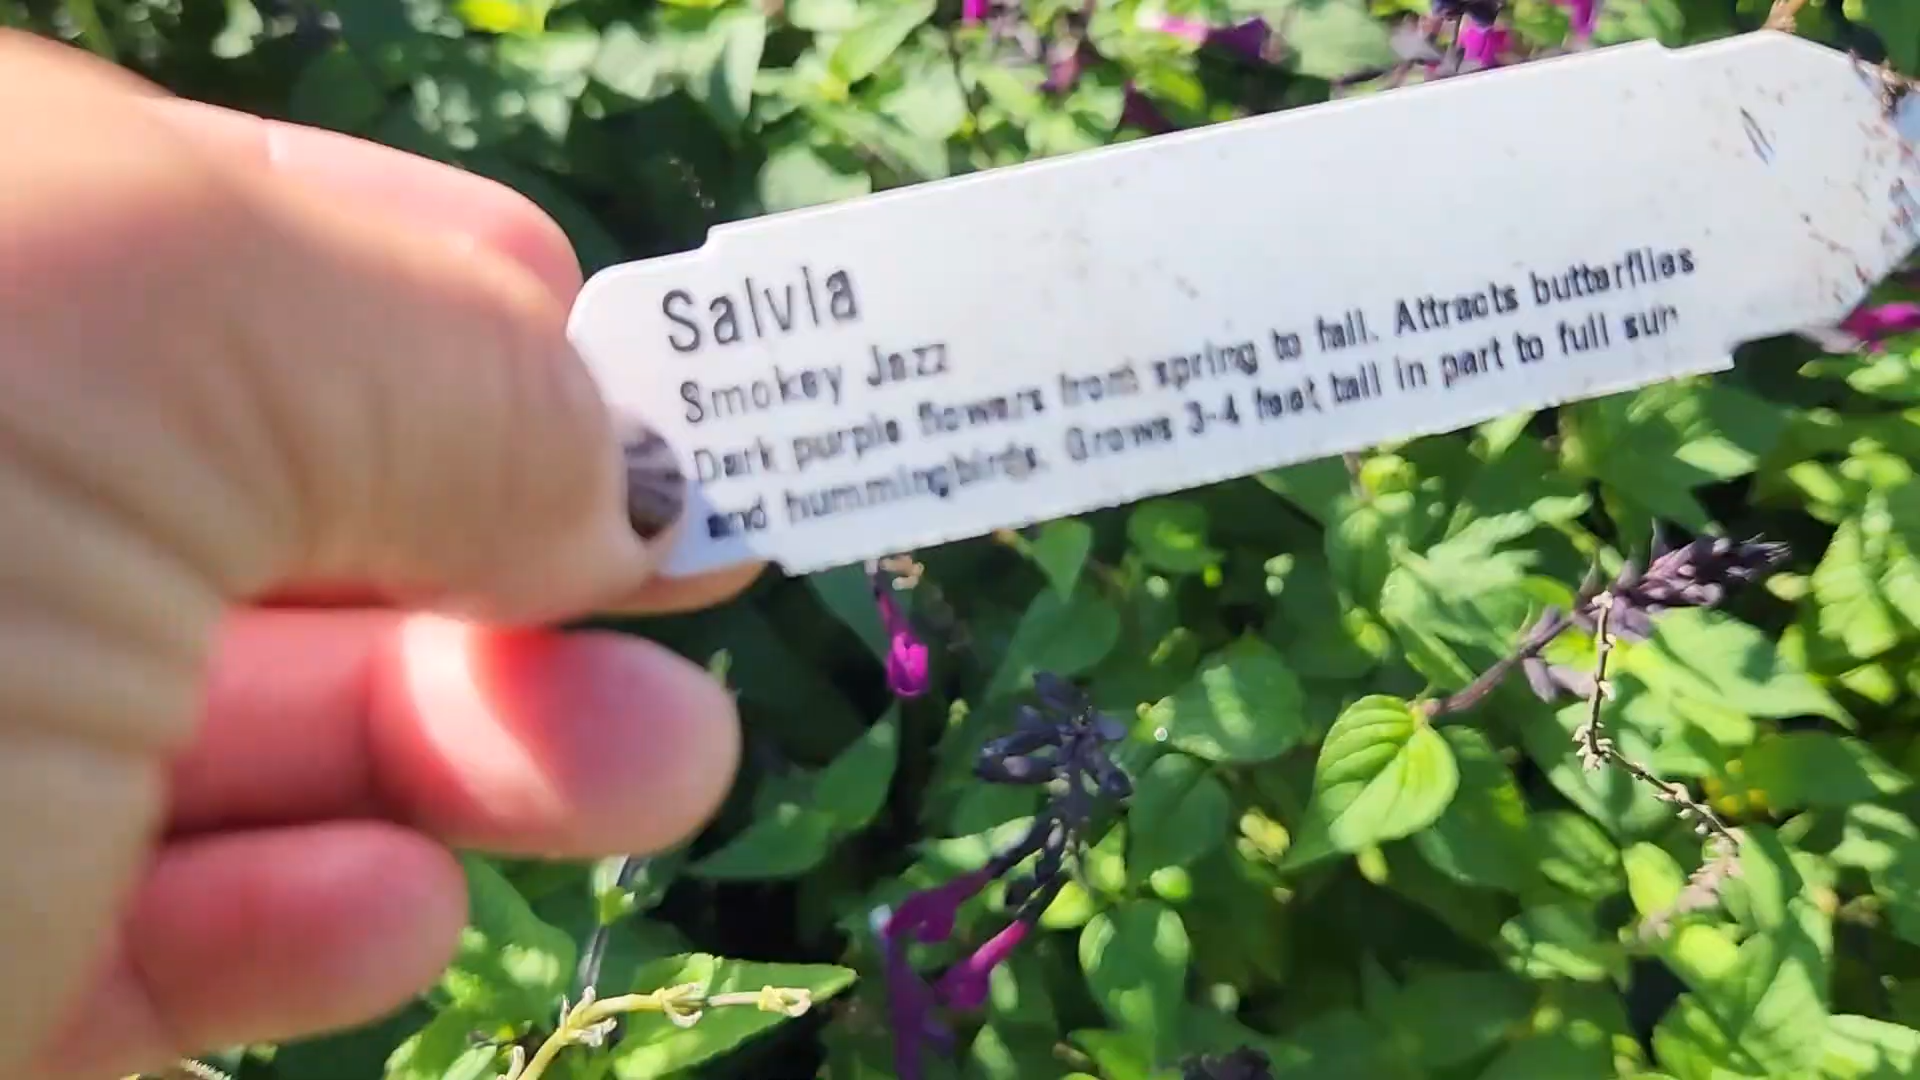 Salvia
Smokey Jazz
Dark purple flowers from spring to fall. Attracts butterflies
and hummingbirds. Grows 3-4 feet tall in part to full sun